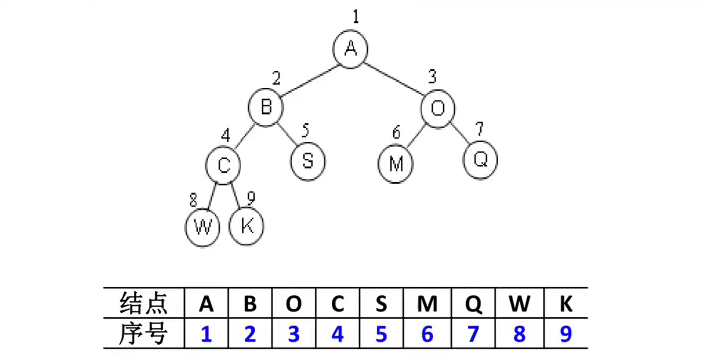 1
A
2
3
B
O
4
5
6
7
C
S
M
Q
8
9
W
K
结点 A B O C S M Q W K
序号 1 2 3 4 5 6 7 8 9